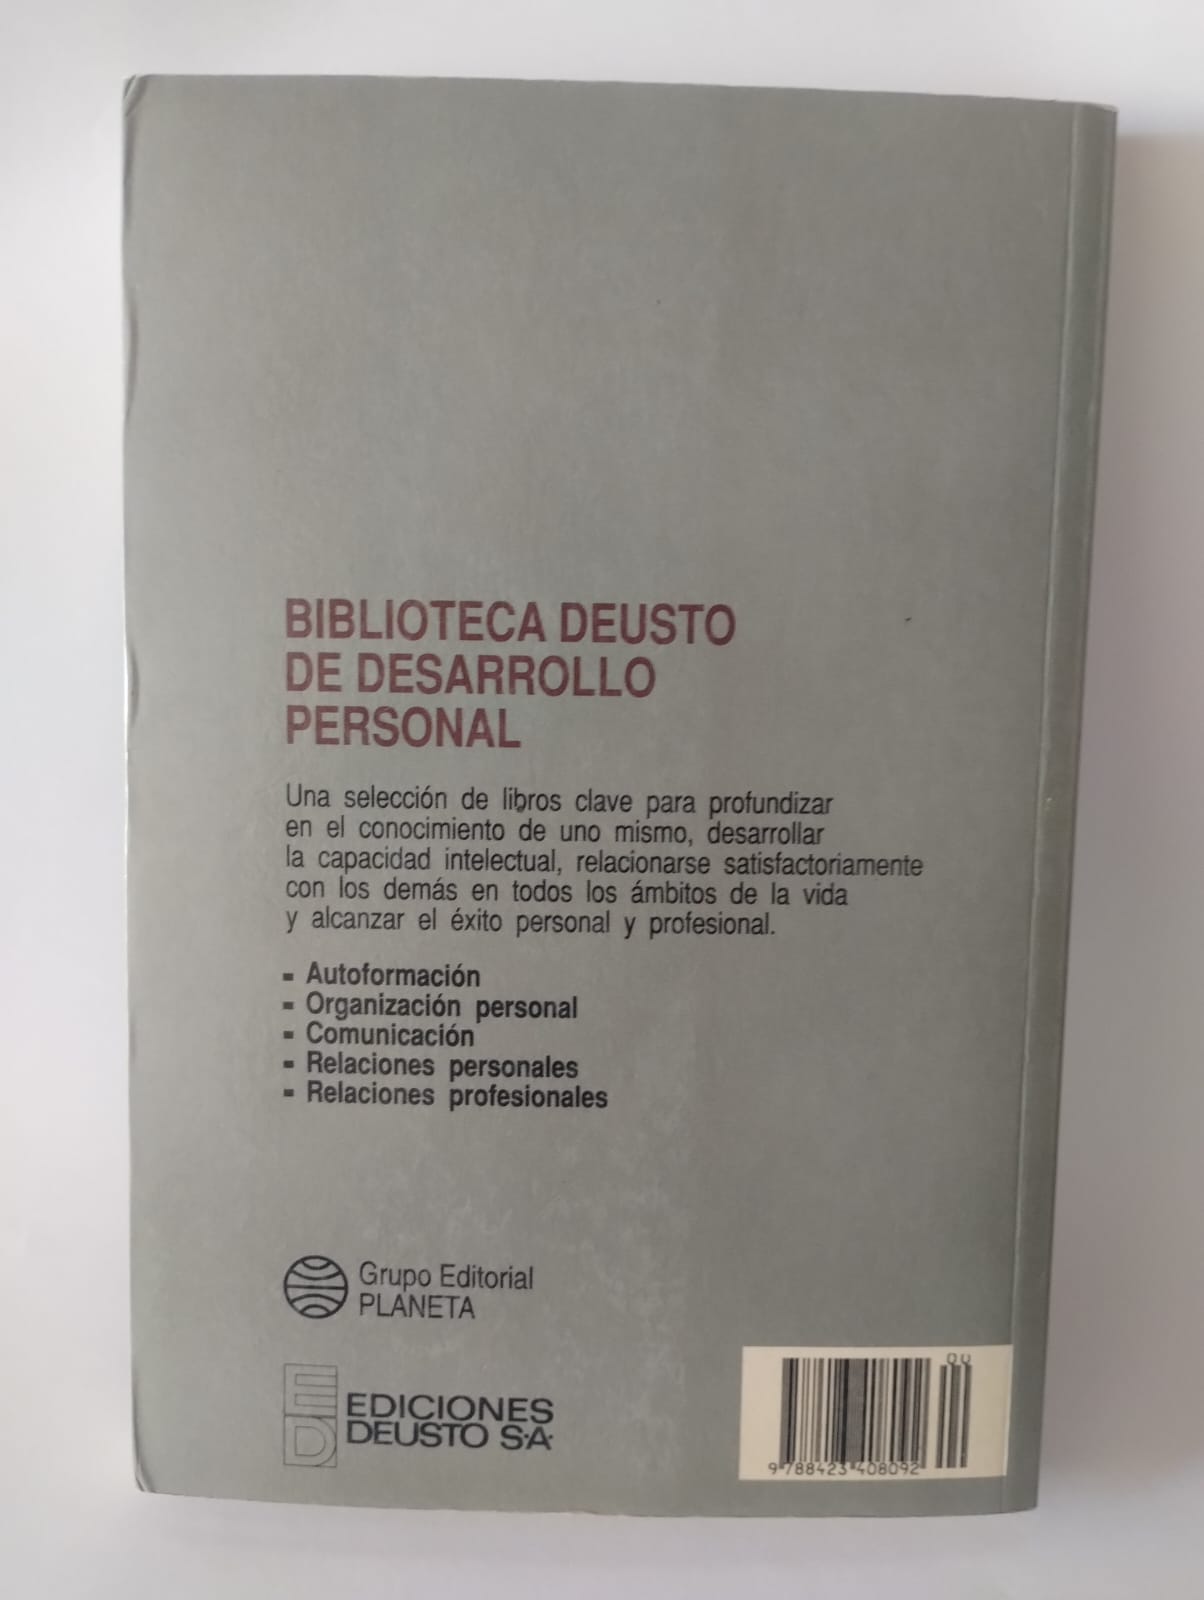 BIBLIOTECA DEUSTO
DE DESARROLLO
PERSONAL
Una selección de libros clave para profundizar
en el conocimiento de uno mismo, desarrollar
la capacidad intelectual, relacionarse satisfactoriamente
con los demás en todos los ámbitos de la vida
y alcanzar el éxito personal y profesional.
- Autoformación
- Organización personal
- Comunicación
- Relaciones personales
- Relaciones profesionales
Grupo Editorial
PLANETA
ED
EDICIONES
DEUSTO S.A.
00
9 788423 408092